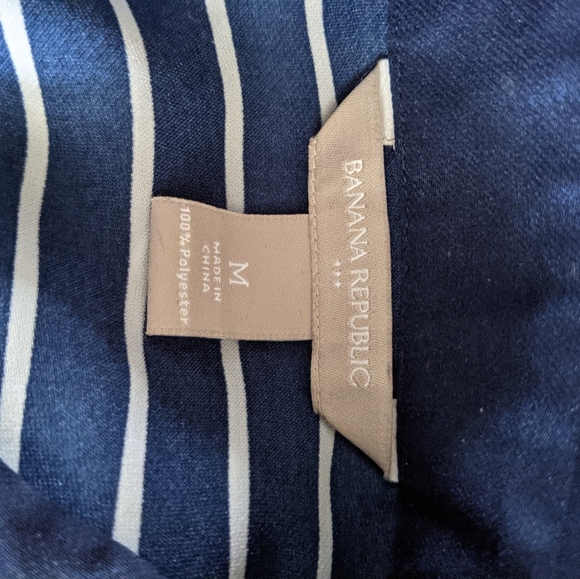 BANANA REPUBLIC
M
MADE IN
CHINA
100% Polyester